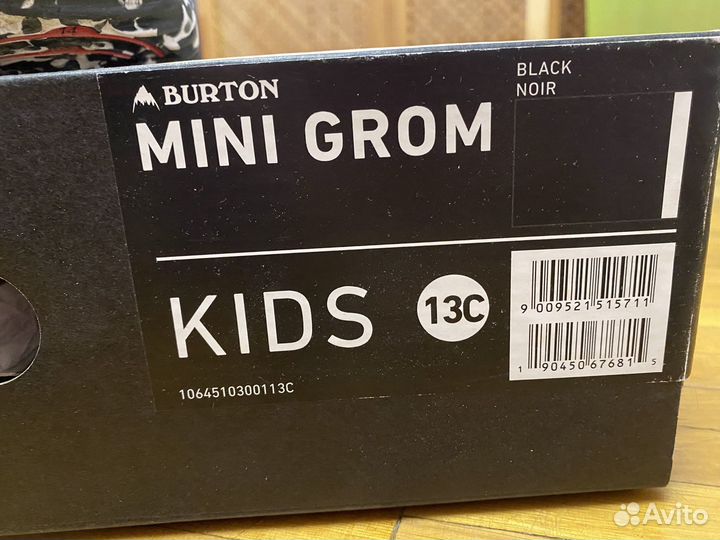 BURTON
MINI GROM
BLACK
NOIR
KIDS
13C
9 009521 515711
1 90450 67681 5
1064510300113C
Avito